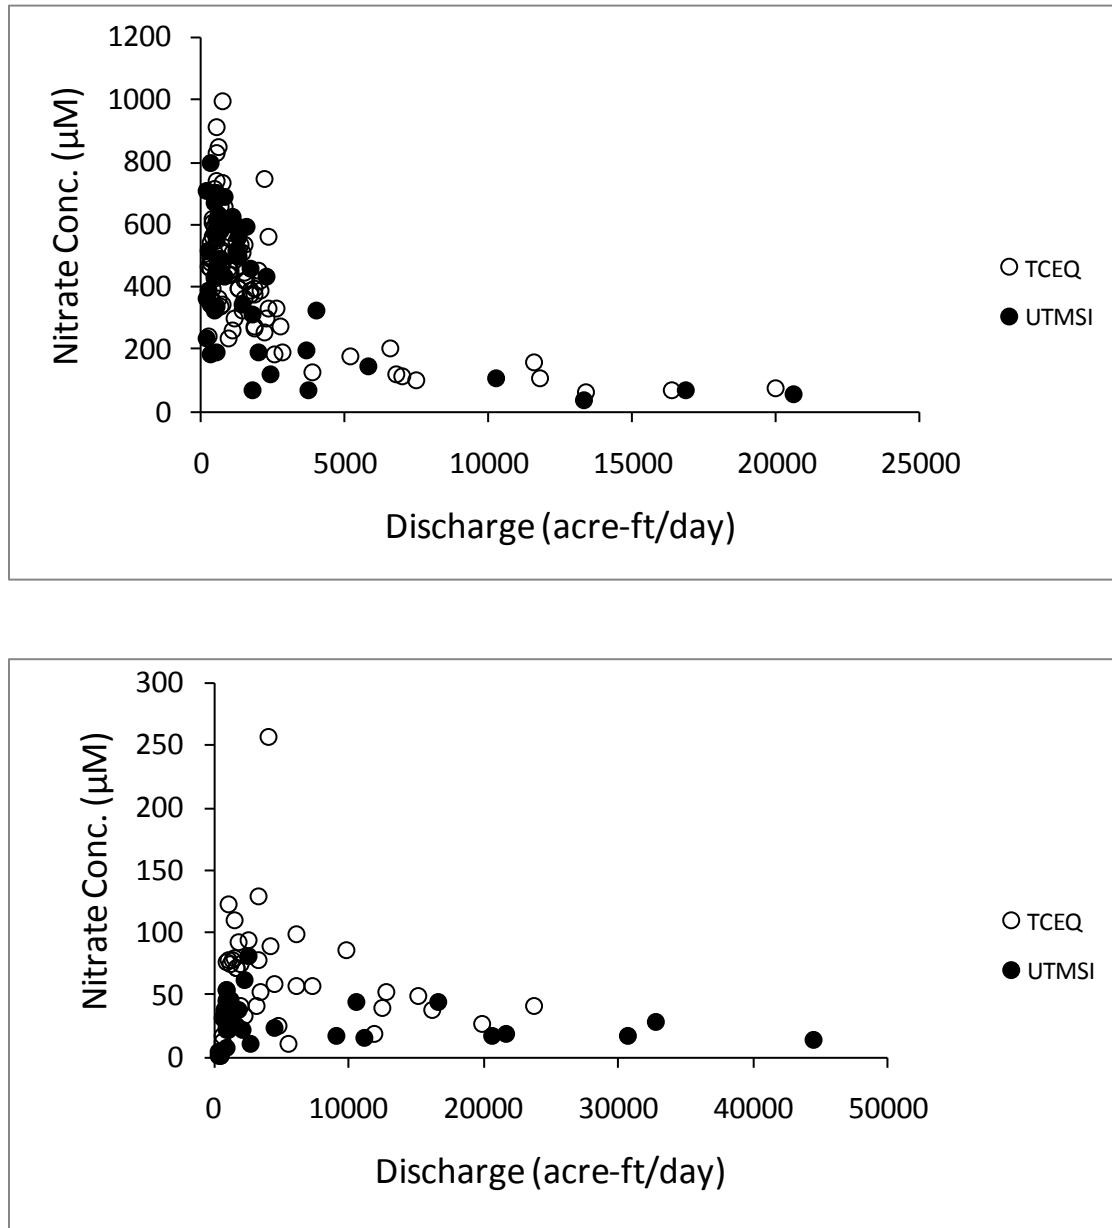 1200
1000
800
600
400
200
0
Nitrate Conc. (µM)
0 5000 10000 15000 20000 25000
Discharge (acre-ft/day)
TCEQ
UTMSI
300
250
200
150
100
50
0
Nitrate Conc. (µM)
0 10000 20000 30000 40000 50000
Discharge (acre-ft/day)
TCEQ
UTMSI